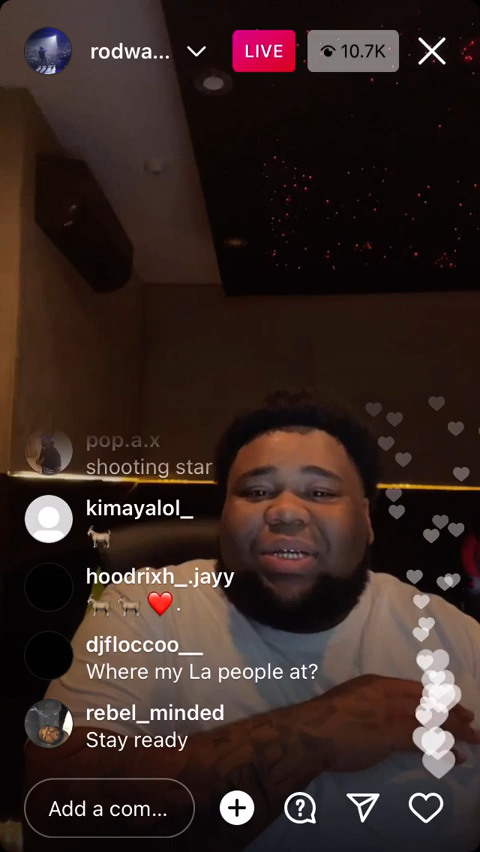 rodwa...
LIVE
10.7K
pop.a.x
shooting star
kimayalol_
🐐
hoodrixh_.jayy
🐐 🐐 ❤️ .
djfloccoo__
Where my La people at?
rebel_minded
Stay ready
Add a com...